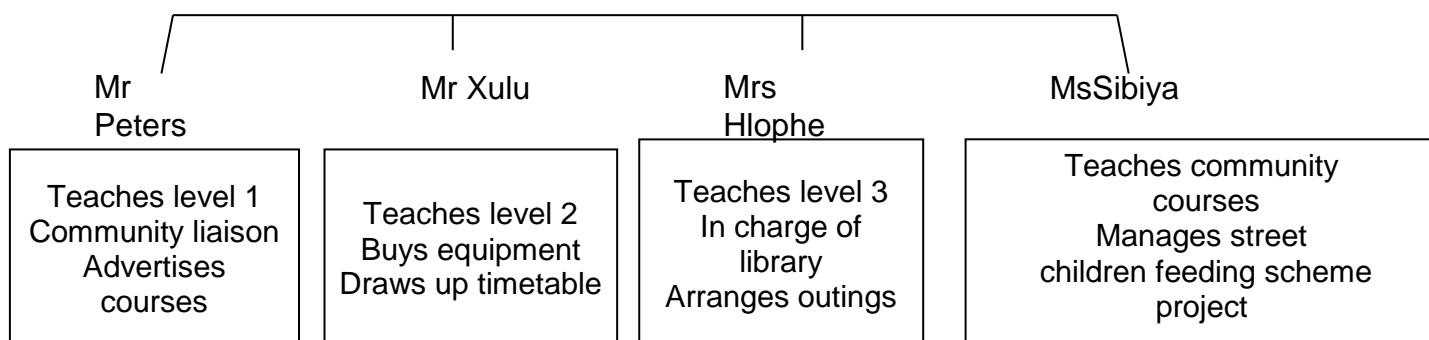 Mr
Peters
Mr Xulu
Mrs
Hlophe
MsSibiya
Teaches level 1
Community liaison
Advertises
courses
Teaches level 2
Buys equipment
Draws up timetable
Teaches level 3
In charge of
library
Arranges outings
Teaches community
courses
Manages street
children feeding scheme
project